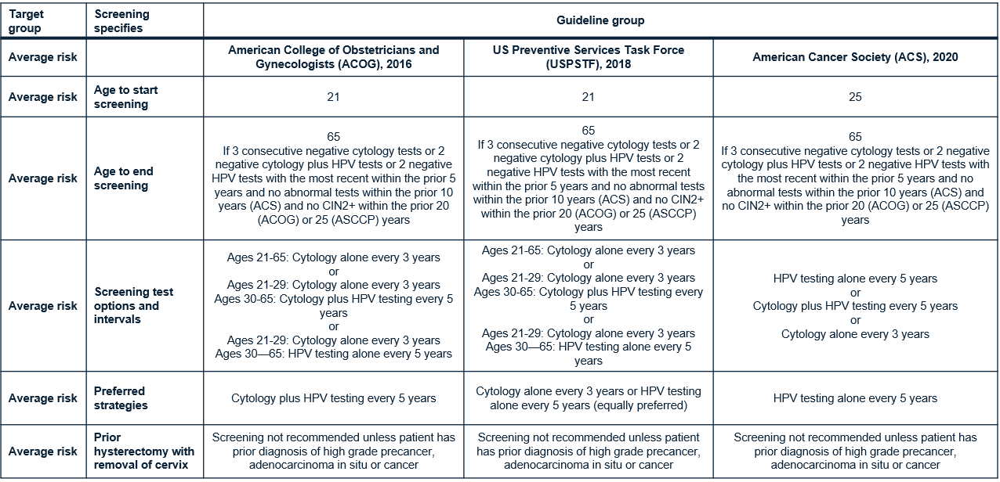 Target
group
Screening
specifies
Guideline group
Average risk
American College of Obstetricians and
Gynecologists (ACOG), 2016
US Preventive Services Task Force
(USPSTF), 2018
American Cancer Society (ACS), 2020
Average risk
Age to start
screening
21
21
25
Average risk
Age to end
screening
65
If 3 consecutive negative cytology tests or 2
negative cytology plus HPV tests or 2 negative
HPV tests with the most recent within the prior 5
years and no abnormal tests within the prior 10
years (ACS) and no CIN2+ within the prior 20
(ACOG) or 25 (ASCCP) years
65
If 3 consecutive negative cytology tests or 2
negative cytology plus HPV tests or 2
negative HPV tests with the most recent
within the prior 5 years and no abnormal tests
within the prior 10 years (ACS) and no CIN2+
within the prior 20 (ACOG) or 25 (ASCCP)
years
65
If 3 consecutive negative cytology tests or 2 negative
cytology plus HPV tests or 2 negative HPV tests with
the most recent within the prior 5 years and no
abnormal tests within the prior 10 years (ACS) and
no CIN2+ within the prior 20 (ACOG) or 25 (ASCCP)
years
Average risk
Screening test
options and
intervals
Ages 21-65: Cytology alone every 3 years
or
Ages 21-29: Cytology alone every 3 years
Ages 30-65: Cytology plus HPV testing every 5
years
or
Ages 21-29: Cytology alone every 3 years
Ages 30—65: HPV testing alone every 5 years
Ages 21-65: Cytology alone every 3 years
or
Ages 21-29: Cytology alone every 3 years
Ages 30-65: Cytology plus HPV testing every
5 years
or
Ages 21-29: Cytology alone every 3 years
Ages 30—65: HPV testing alone every 5
years
HPV testing alone every 5 years
or
Cytology plus HPV testing every 5 years
or
Cytology alone every 3 years
Average risk
Preferred
strategies
Cytology plus HPV testing every 5 years
Cytology alone every 3 years or HPV testing
alone every 5 years (equally preferred)
HPV testing alone every 5 years
Average risk
Prior
hysterectomy with
removal of cervix
Screening not recommended unless patient has
prior diagnosis of high grade precancer,
adenocarcinoma in situ or cancer
Screening not recommended unless patient
has prior diagnosis of high grade precancer,
adenocarcinoma in situ or cancer
Screening not recommended unless patient has
prior diagnosis of high grade precancer,
adenocarcinoma in situ or cancer